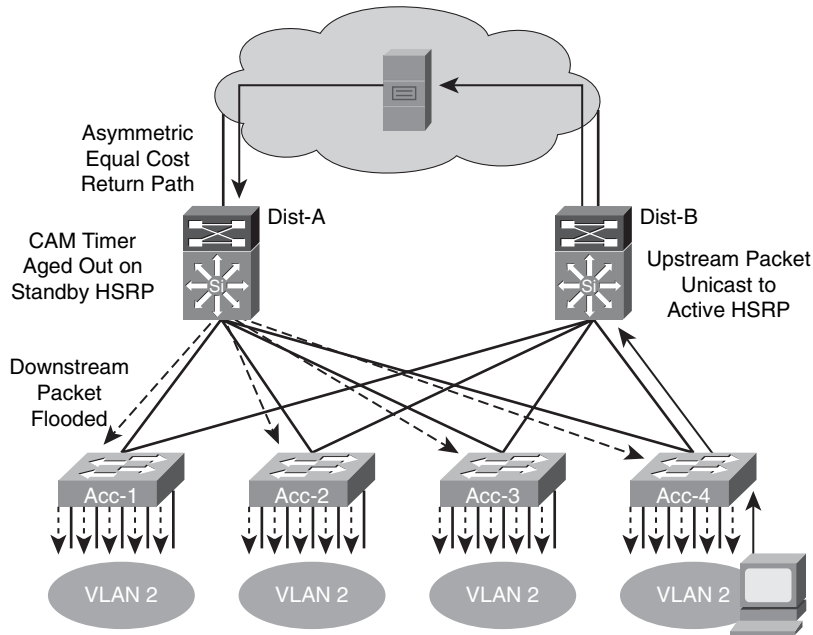 Asymmetric
Equal Cost
Return Path
Dist-A
Dist-B
CAM Timer
Aged Out on
Standby HSRP
Si
Si
Upstream Packet
Unicast to
Active HSRP
Downstream
Packet
Flooded
Acc-1
Acc-2
Acc-3
Acc-4
VLAN 2
VLAN 2
VLAN 2
VLAN 2